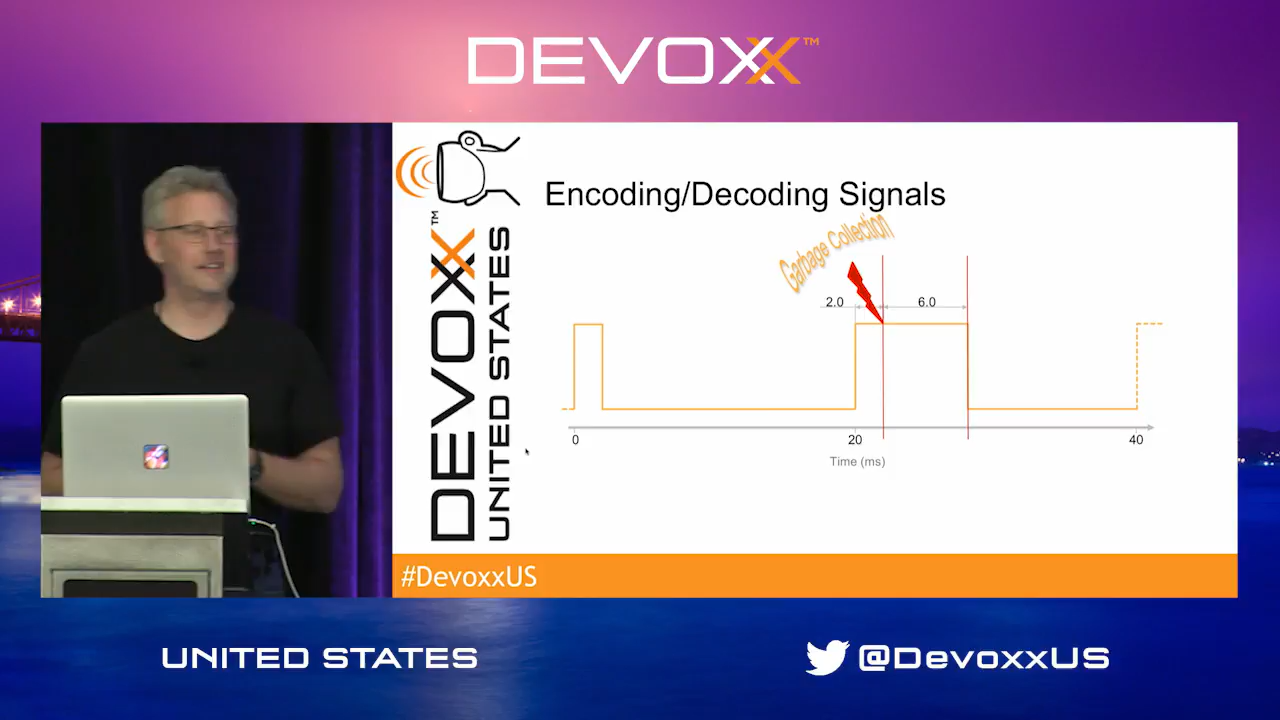 DEVOXX™
DEVOXX™
UNITED STATES
Encoding/Decoding Signals
Garbage Collection
2.0
6.0
0
20
40
Time (ms)
#DevoxxUS
UNITED STATES
@DevoxxUS